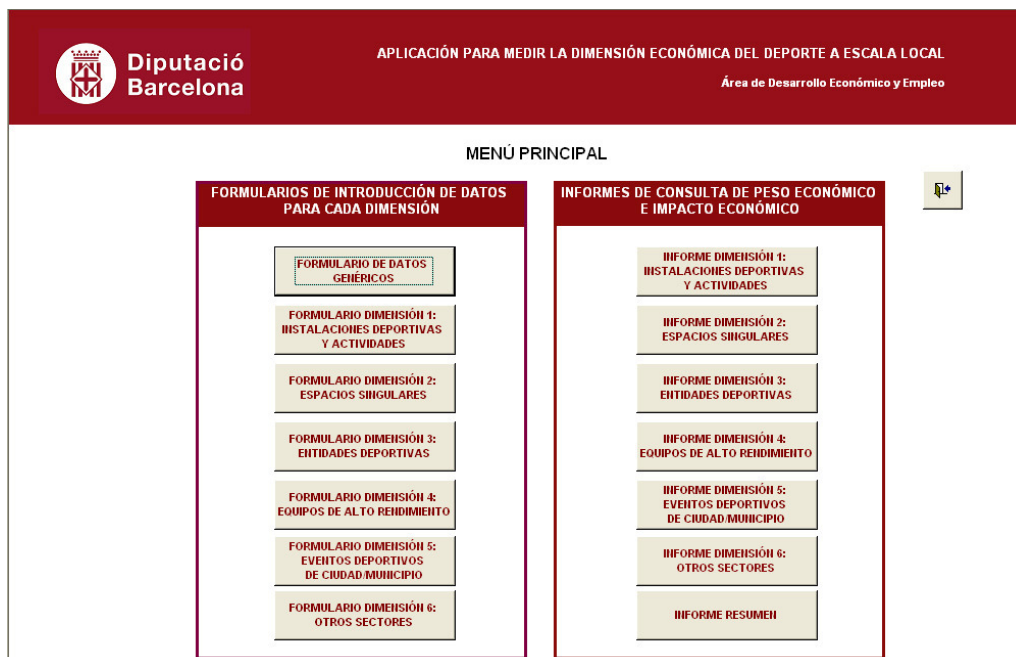 Diputació
Barcelona
APLICACIÓN PARA MEDIR LA DIMENSIÓN ECONÓMICA DEL DEPORTE A ESCALA LOCAL
Área de Desarrollo Económico y Empleo
MENÚ PRINCIPAL
FORMULARIOS DE INTRODUCCIÓN DE DATOS
PARA CADA DIMENSIÓN
FORMULARIO DE DATOS
GENÉRICOS
FORMULARIO DIMENSIÓN 1:
INSTALACIONES DEPORTIVAS
Y ACTIVIDADES
FORMULARIO DIMENSIÓN 2:
ESPACIOS SINGULARES
FORMULARIO DIMENSIÓN 3:
ENTIDADES DEPORTIVAS
FORMULARIO DIMENSIÓN 4:
EQUIPOS DE ALTO RENDIMIENTO
FORMULARIO DIMENSIÓN 5:
EVENTOS DEPORTIVOS
DE CIUDAD/MUNICIPIO
FORMULARIO DIMENSIÓN 6:
OTROS SECTORES
INFORMES DE CONSULTA DE PESO ECONÓMICO
E IMPACTO ECONÓMICO
INFORME DIMENSIÓN 1:
INSTALACIONES DEPORTIVAS
Y ACTIVIDADES
INFORME DIMENSIÓN 2:
ESPACIOS SINGULARES
INFORME DIMENSIÓN 3:
ENTIDADES DEPORTIVAS
INFORME DIMENSIÓN 4:
EQUIPOS DE ALTO RENDIMIENTO
INFORME DIMENSIÓN 5:
EVENTOS DEPORTIVOS
DE CIUDAD/MUNICIPIO
INFORME DIMENSIÓN 6:
OTROS SECTORES
INFORME RESUMEN